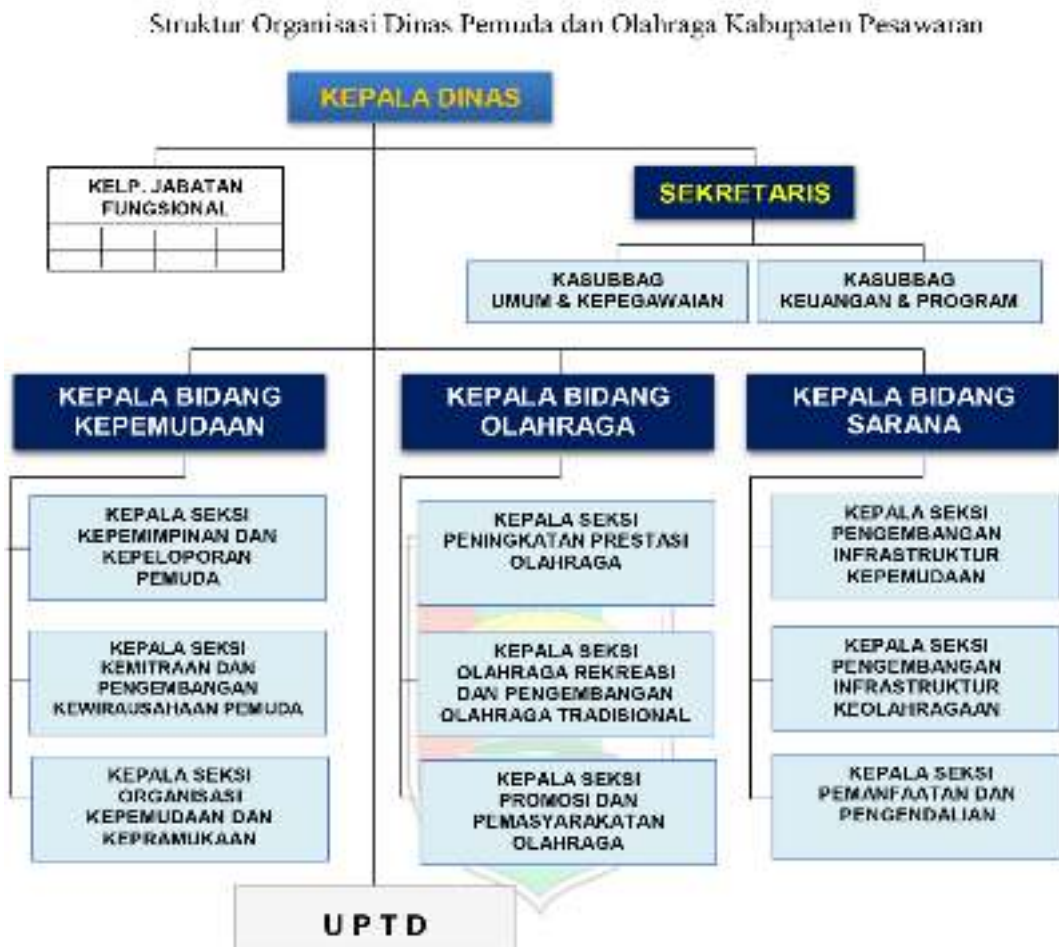 Struktur Organisasi Dinas Pemuda dan Olahraga Kabupaten Pesawaran
KEPALA DINAS
KELP. JABATAN
FUNGSIONAL
SEKRETARIS
KASUBBAG
UMUM & KEPEGAWAIAN
KASUBBAG
KEUANGAN & PROGRAM
KEPALA BIDANG
KEPEMUDAAN
KEPALA BIDANG
OLAHRAGA
KEPALA BIDANG
SARANA
KEPALA SEKSI
KEPEMIMPINAN DAN
KEPELOPORAN
PEMUDA
KEPALA SEKSI
PENINGKATAN PRESTASI
OLAHRAGA
KEPALA SEKSI
PENGEMBANGAN
INFRASTRUKTUR
KEPEMUDAAN
KEPALA SEKSI
KEMITRAAN DAN
PENGEMBANGAN
KEWIRAUSAHAAN PEMUDA
KEPALA SEKSI
OLAHRAGA REKREASI
DAN PENGEMBANGAN
OLAHRAGA TRADISIONAL
KEPALA SEKSI
PENGEMBANGAN
INFRASTRUKTUR
KEOLAHRAGAAN
KEPALA SEKSI
ORGANISASI
KEPEMUDAAN DAN
KEPRAMUKAAN
KEPALA SEKSI
PROMOSI DAN
PEMASYARAKATAN
OLAHRAGA
KEPALA SEKSI
PEMANFAATAN DAN
PENGENDALIAN
UPTD